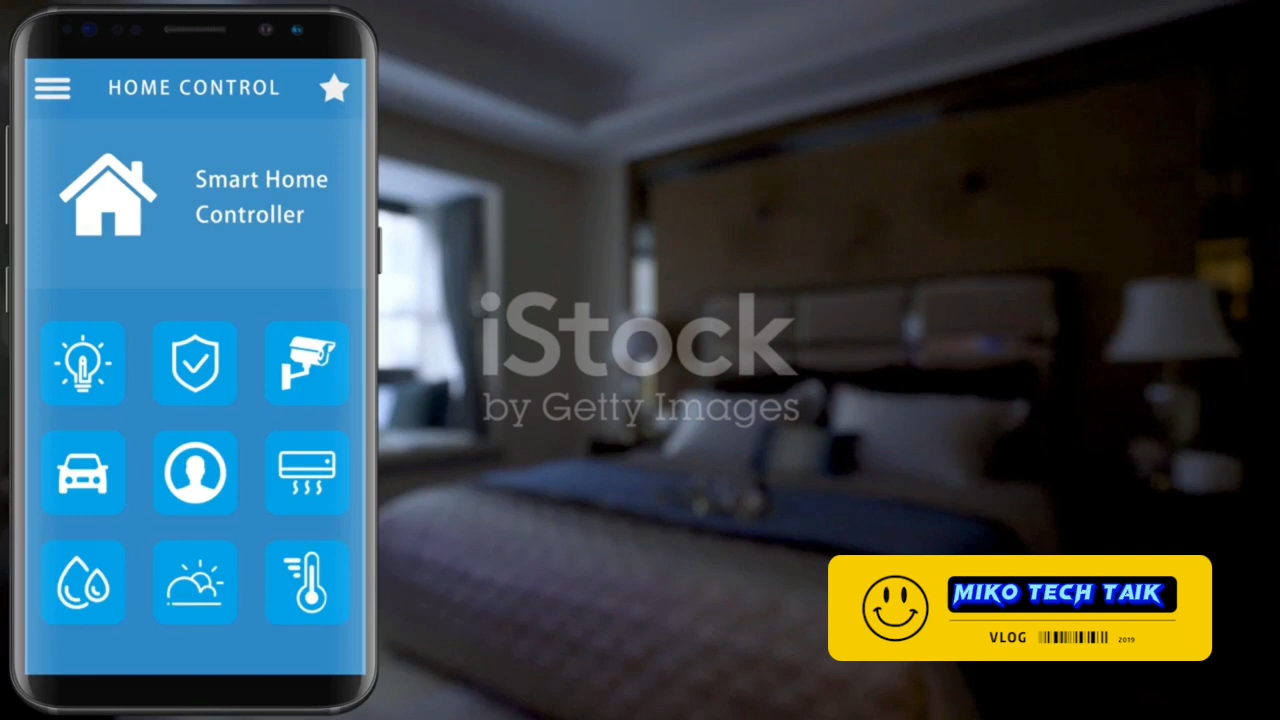 HOME CONTROL
Smart Home
Controller
iStock
by Getty Images
MIKO TECH TAIK
VLOG
2019